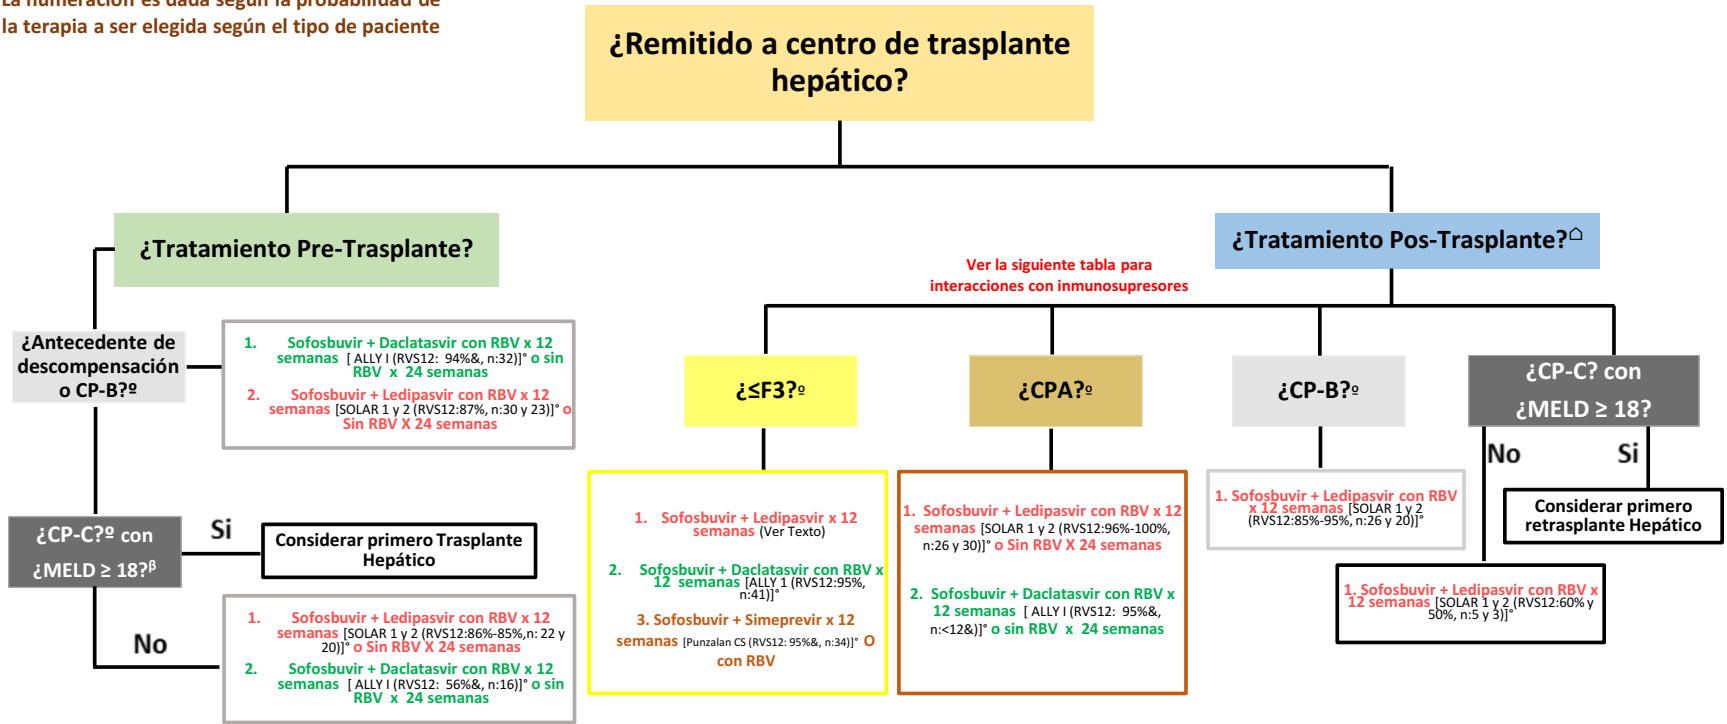 La numeración es dada según la probabilidad de
la terapia a ser elegida según el tipo de paciente
¿Remitido a centro de trasplante
hepático?
¿Tratamiento Pre-Trasplante?
¿Tratamiento Pos-Trasplante?⌂
Ver la siguiente tabla para
interacciones con inmunosupresores
¿Antecedente de
descompensación
o CP-B?º
1. Sofosbuvir + Daclatasvir con RBV x 12
semanas [ ALLY I (RVS12: 94%&, n:32)]° o sin
RBV x 24 semanas
2. Sofosbuvir + Ledipasvir con RBV x 12
semanas [SOLAR 1 y 2 (RVS12:87%, n:30 y 23)]° o
Sin RBV X 24 semanas
¿CP-C?º con
¿MELD ≥ 18?ᵝ
Si
Considerar primero Trasplante
Hepático
No
1. Sofosbuvir + Ledipasvir con RBV x 12
semanas [SOLAR 1 y 2 (RVS12:86%-85%,n: 22 y
20)]° o Sin RBV X 24 semanas
2. Sofosbuvir + Daclatasvir con RBV x 12
semanas [ ALLY I (RVS12: 56%&, n:16)]° o sin
RBV x 24 semanas
¿≤F3?º
1. Sofosbuvir + Ledipasvir x 12
semanas (Ver Texto)
2. Sofosbuvir + Daclatasvir con RBV x
12 semanas [ALLY 1 (RVS12:95%,
n:41)]°
3. Sofosbuvir + Simeprevir x 12
semanas [Punzalan CS (RVS12: 95%&, n:34)]° O
con RBV
¿CPA?º
1. Sofosbuvir + Ledipasvir con RBV x 12
semanas [SOLAR 1 y 2 (RVS12:96%-100%,
n:26 y 30)]° o Sin RBV X 24 semanas
2. Sofosbuvir + Daclatasvir con RBV x
12 semanas [ ALLY I (RVS12: 95%&,
n:<12&)]° o sin RBV x 24 semanas
¿CP-B?º
1. Sofosbuvir + Ledipasvir con RBV
x 12 semanas [SOLAR 1 y 2
(RVS12:85%-95%, n:26 y 20)]°
¿CP-C? con
¿MELD ≥ 18?
No
Si
Considerar primero
retrasplante Hepático
1. Sofosbuvir + Ledipasvir con RBV x
12 semanas [SOLAR 1 y 2 (RVS12:60% y
50%, n:5 y 3)]°